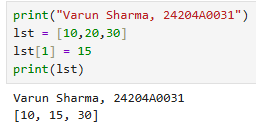 print("Varun Sharma, 24204A0031")
lst = [10,20,30]
lst[1] = 15
print(lst)
Varun Sharma, 24204A0031
[10, 15, 30]